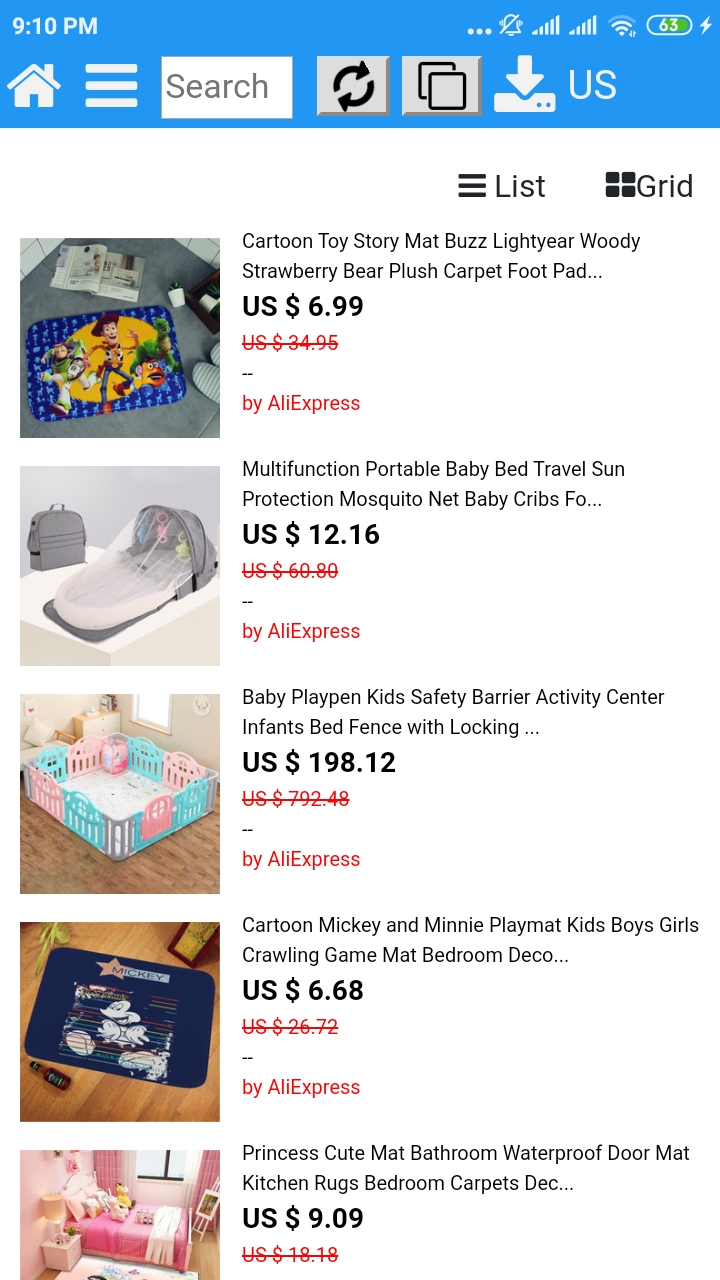 9:10 PM
63
Search
US
List
Grid
Cartoon Toy Story Mat Buzz Lightyear Woody
Strawberry Bear Plush Carpet Foot Pad...
US $ 6.99
US $ 34.95
--
by AliExpress
Multifunction Portable Baby Bed Travel Sun
Protection Mosquito Net Baby Cribs Fo...
US $ 12.16
US $ 60.80
--
by AliExpress
Baby Playpen Kids Safety Barrier Activity Center
Infants Bed Fence with Locking ...
US $ 198.12
US $ 792.48
--
by AliExpress
Cartoon Mickey and Minnie Playmat Kids Boys Girls
Crawling Game Mat Bedroom Deco...
MICKEY
US $ 6.68
US $ 26.72
--
by AliExpress
Princess Cute Mat Bathroom Waterproof Door Mat
Kitchen Rugs Bedroom Carpets Dec...
US $ 9.09
US $ 18.18